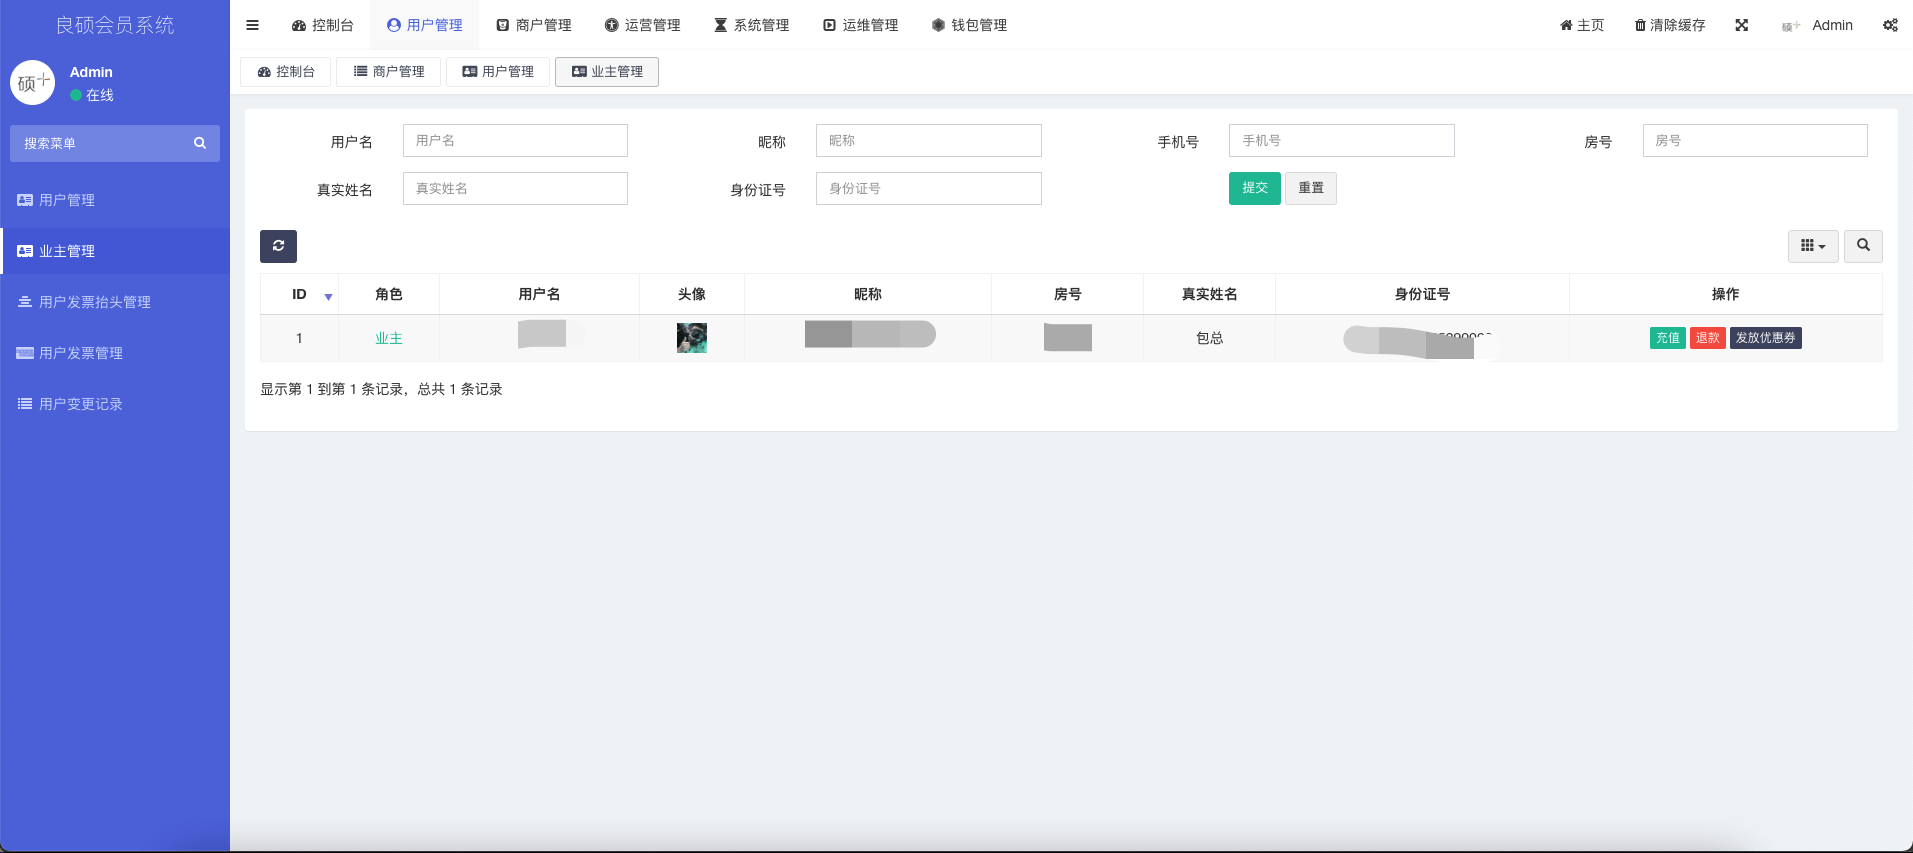 良硕会员系统
控制台 用户管理 商户管理 运营管理 系统管理 运维管理 钱包管理 主页 清除缓存 硕 Admin
硕 Admin
在线
控制台 商户管理 用户管理 业主管理
搜索菜单
用户管理
业主管理
用户发票抬头管理
用户发票管理
用户变更记录
用户名 用户名 昵称 昵称 手机号 手机号 房号 房号
真实姓名 真实姓名 身份证号 身份证号 提交 重置
ID 角色 用户名 头像 昵称 房号 真实姓名 身份证号 操作
1 业主 包总 充值 退款 发放优惠券
显示第 1 到第 1 条记录，总共 1 条记录